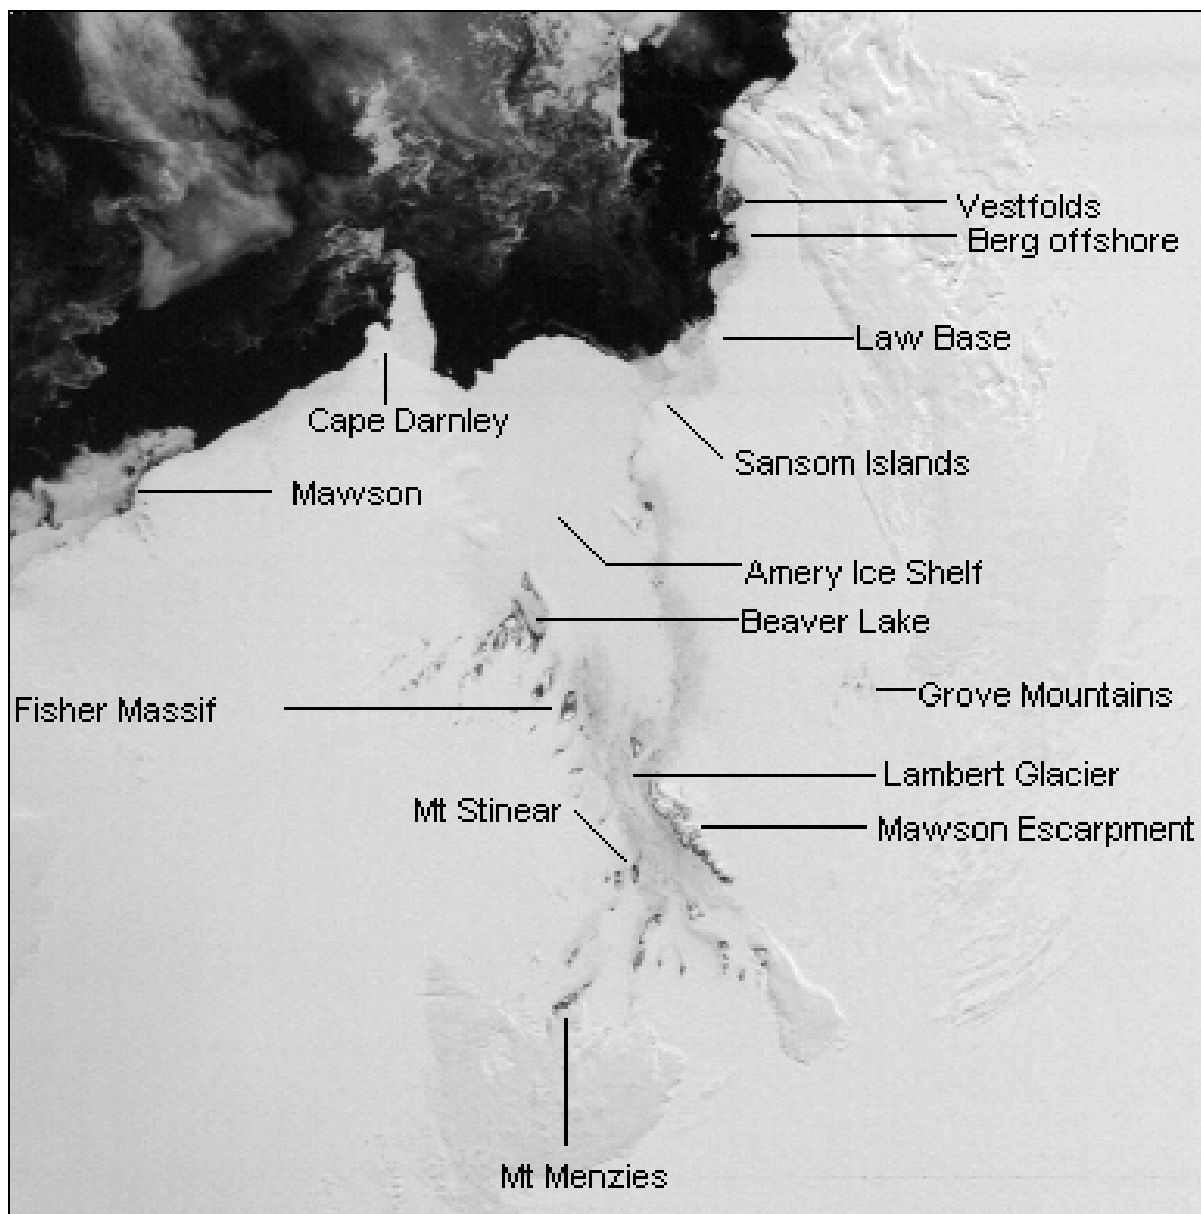 Vestfolds
Berg offshore
Law Base
Cape Darnley
Sansom Islands
Mawson
Amery Ice Shelf
Beaver Lake
Grove Mountains
Fisher Massif
Lambert Glacier
Mt Stinear
Mawson Escarpment
Mt Menzies